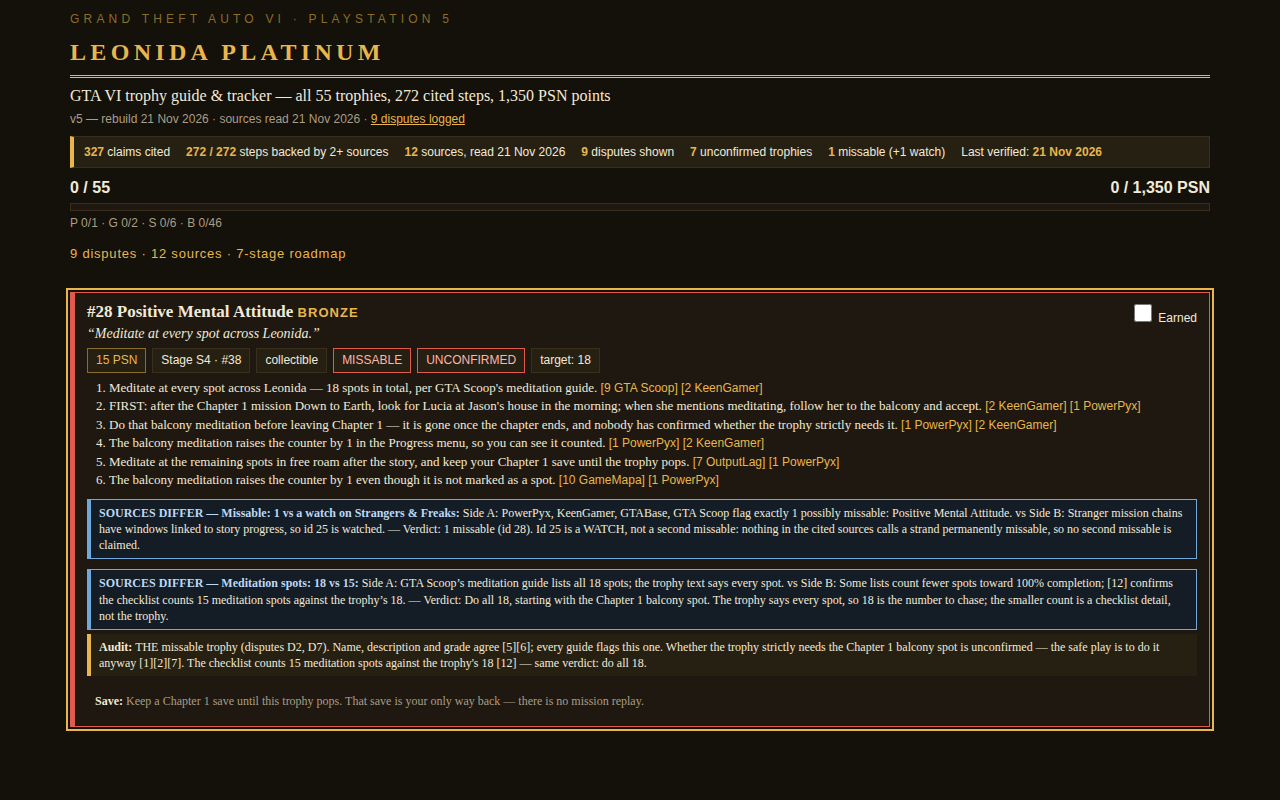 GRAND THEFT AUTO VI · PLAYSTATION 5
LEONIDA PLATINUM
GTA VI trophy guide & tracker — all 55 trophies, 272 cited steps, 1,350 PSN points
v5 — rebuild 21 Nov 2026 · sources read 21 Nov 2026 · 9 disputes logged
327 claims cited 272 / 272 steps backed by 2+ sources 12 sources, read 21 Nov 2026 9 disputes shown 7 unconfirmed trophies 1 missable (+1 watch) Last verified: 21 Nov 2026
0 / 55 0 / 1,350 PSN
P 0/1 · G 0/2 · S 0/6 · B 0/46
9 disputes · 12 sources · 7-stage roadmap
#28 Positive Mental Attitude BRONZE Earned
“Meditate at every spot across Leonida.”
15 PSN Stage S4 · #38 collectible MISSABLE UNCONFIRMED target: 18
1. Meditate at every spot across Leonida — 18 spots in total, per GTA Scoop's meditation guide. [9 GTA Scoop] [2 KeenGamer]
2. FIRST: after the Chapter 1 mission Down to Earth, look for Lucia at Jason's house in the morning; when she mentions meditating, follow her to the balcony and accept. [2 KeenGamer] [1 PowerPyx]
3. Do that balcony meditation before leaving Chapter 1 — it is gone once the chapter ends, and nobody has confirmed whether the trophy strictly needs it. [1 PowerPyx] [2 KeenGamer]
4. The balcony meditation raises the counter by 1 in the Progress menu, so you can see it counted. [1 PowerPyx] [2 KeenGamer]
5. Meditate at the remaining spots in free roam after the story, and keep your Chapter 1 save until the trophy pops. [7 OutputLag] [1 PowerPyx]
6. The balcony meditation raises the counter by 1 even though it is not marked as a spot. [10 GameMapa] [1 PowerPyx]
SOURCES DIFFER — Missable: 1 vs a watch on Strangers & Freaks: Side A: PowerPyx, KeenGamer, GTABase, GTA Scoop flag exactly 1 possibly missable: Positive Mental Attitude. vs Side B: Stranger mission chains
have windows linked to story progress, so id 25 is watched. — Verdict: 1 missable (id 28). Id 25 is a WATCH, not a second missable: nothing in the cited sources calls a strand permanently missable, so no second missable is
claimed.
SOURCES DIFFER — Meditation spots: 18 vs 15: Side A: GTA Scoop’s meditation guide lists all 18 spots; the trophy text says every spot. vs Side B: Some lists count fewer spots toward 100% completion; [12] confirms
the checklist counts 15 meditation spots against the trophy’s 18. — Verdict: Do all 18, starting with the Chapter 1 balcony spot. The trophy says every spot, so 18 is the number to chase; the smaller count is a checklist detail,
not the trophy.
Audit: THE missable trophy (disputes D2, D7). Name, description and grade agree [5][6]; every guide flags this one. Whether the trophy strictly needs the Chapter 1 balcony spot is unconfirmed — the safe play is to do it
anyway [1][2][7]. The checklist counts 15 meditation spots against the trophy's 18 [12] — same verdict: do all 18.
Save: Keep a Chapter 1 save until this trophy pops. That save is your only way back — there is no mission replay.